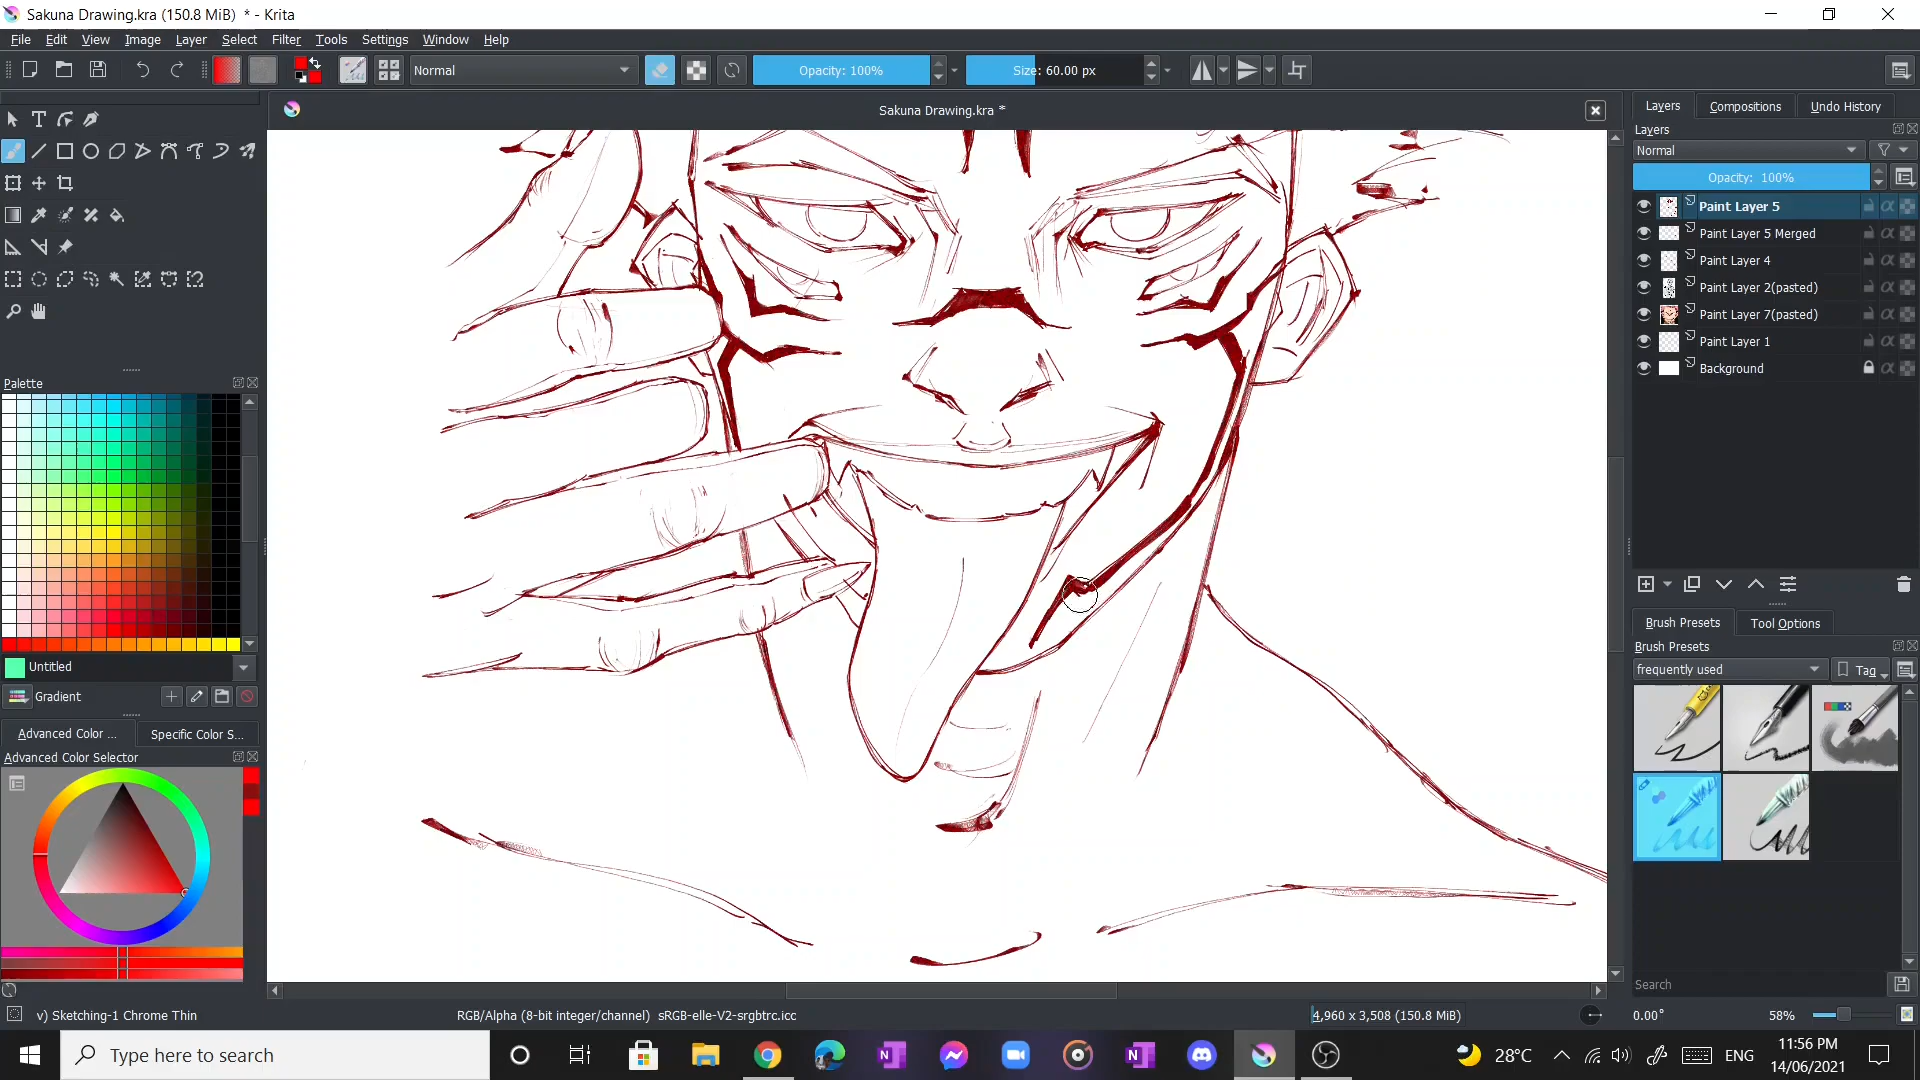 Sakuna Drawing.kra (150.8 MiB) * - Krita
File Edit View Image Layer Select Filter Tools Settings Window Help
Normal
Opacity: 100%
Size: 60.00 px
Sakuna Drawing.kra *
Layers Compositions Undo History
Layers
Normal
Opacity: 100%
Paint Layer 5
Paint Layer 5 Merged
Paint Layer 4
Paint Layer 2(pasted)
Paint Layer 7(pasted)
Paint Layer 1
Background
Palette
Untitled
Gradient
Advanced Color ... Specific Color S...
Advanced Color Selector
Brush Presets Tool Options
Brush Presets
frequently used
Tag
Search
v) Sketching-1 Chrome Thin
RGB/Alpha (8-bit integer/channel) sRGB-elle-V2-srgbtrc.icc
4,960 x 3,508 (150.8 MiB)
0.00°
58%
Type here to search
28°C
ENG
11:56 PM
14/06/2021